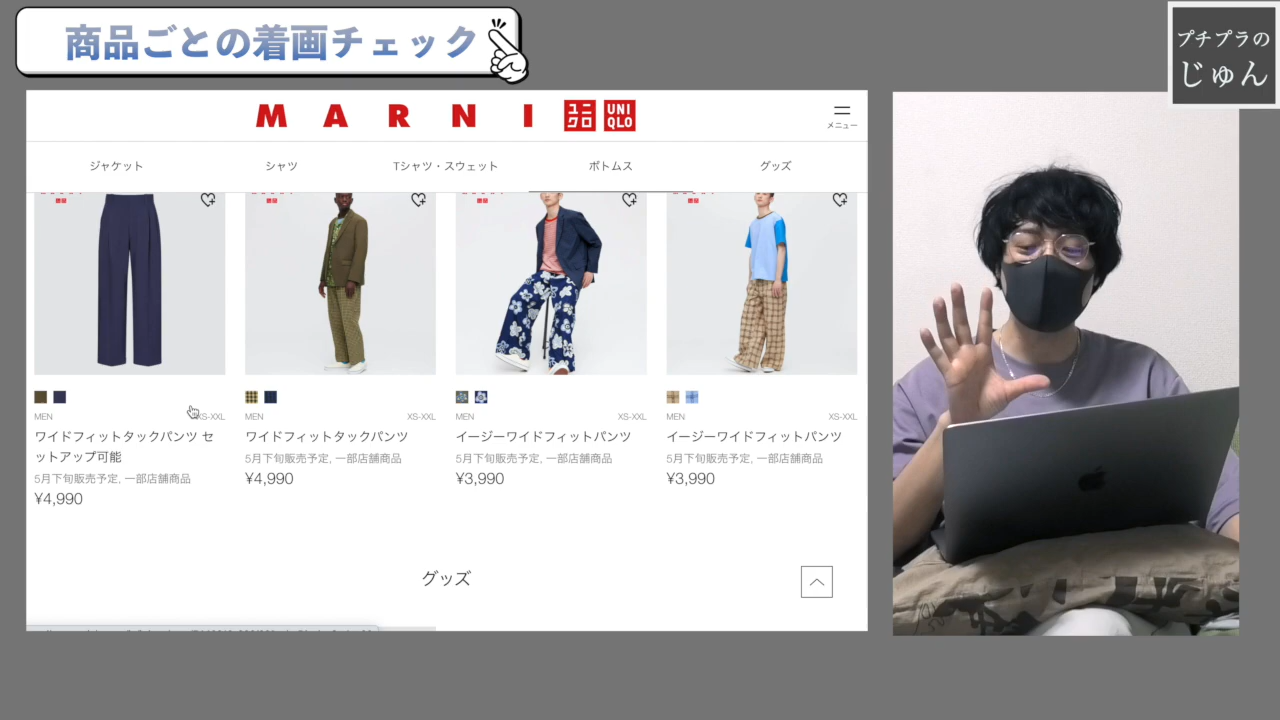 商品ごとの着画チェック
プチプラの
じゅん
MARNI ユニクロ UNIQLO
メニュー
ジャケット シャツ Tシャツ・スウェット ボトムス グッズ
MEN XS-XXL
ワイドフィットタックパンツ セ
ットアップ可能
5月下旬販売予定, 一部店舗商品
¥4,990
MEN XS-XXL
ワイドフィットタックパンツ
5月下旬販売予定, 一部店舗商品
¥4,990
MEN XS-XXL
イージーワイドフィットパンツ
5月下旬販売予定, 一部店舗商品
¥3,990
MEN XS-XXL
イージーワイドフィットパンツ
5月下旬販売予定, 一部店舗商品
¥3,990
グッズ